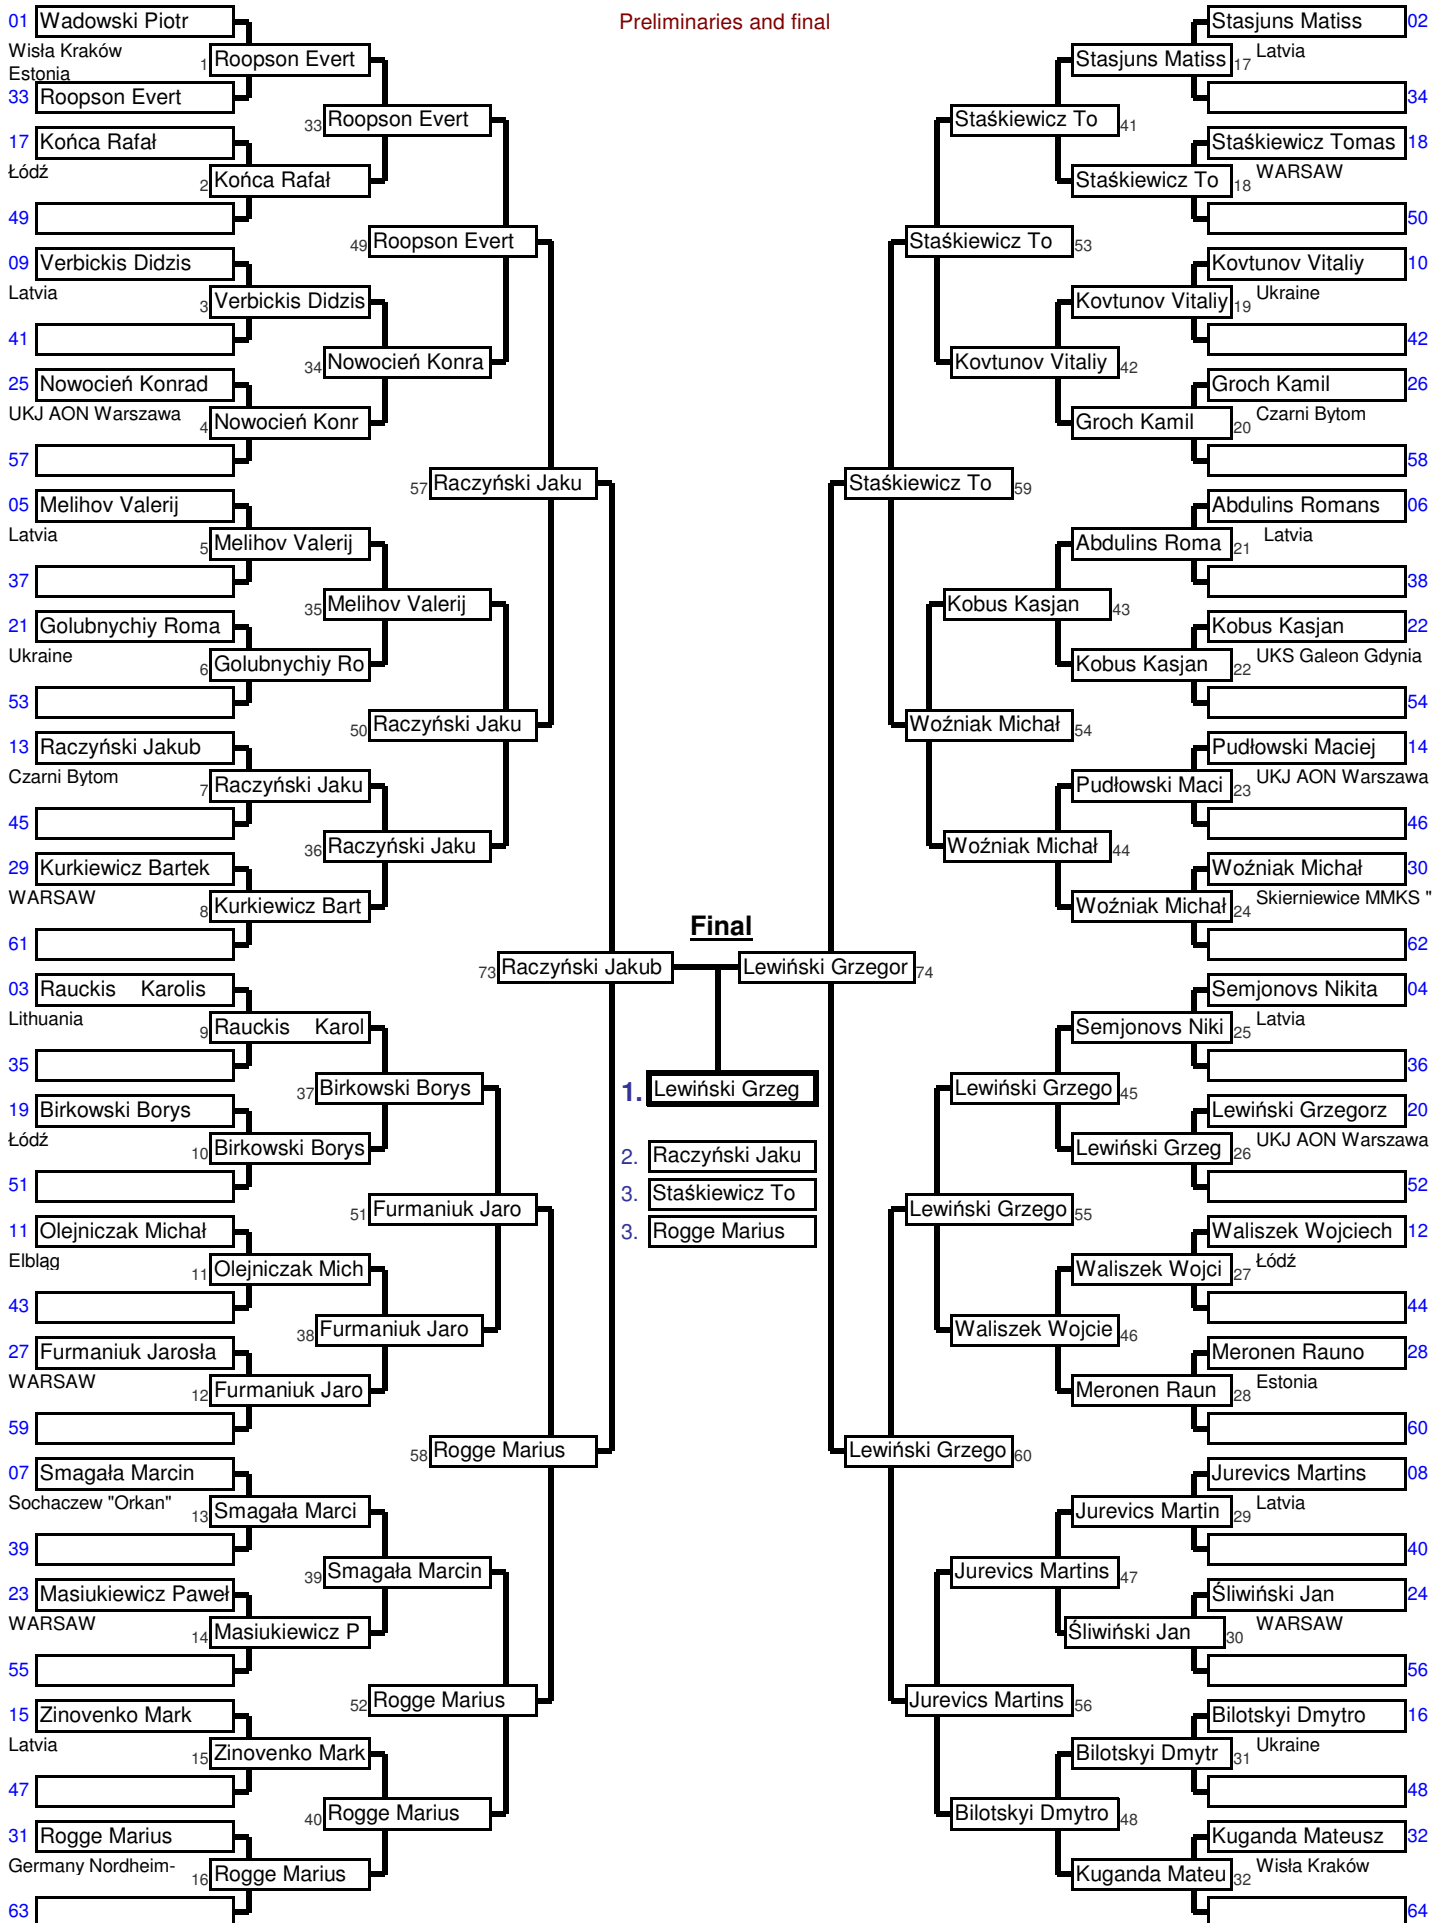 Preliminaries and final
01 Wadowski Piotr
Wisła Kraków
Estonia
33 Roopson Evert
1 Roopson Evert
33 Roopson Evert
17 Końca Rafał
Łódź
2 Końca Rafał
49
49 Roopson Evert
09 Verbickis Didzis
Latvia
3 Verbickis Didzis
41
34 Nowocień Konra
25 Nowocień Konrad
UKJ AON Warszawa
4 Nowocień Konr
57
57 Raczyński Jaku
05 Melihov Valerij
Latvia
5 Melihov Valerij
37
35 Melihov Valerij
21 Golubnychiy Roma
Ukraine
6 Golubnychiy Ro
53
50 Raczyński Jaku
13 Raczyński Jakub
Czarni Bytom
7 Raczyński Jaku
45
36 Raczyński Jaku
29 Kurkiewicz Bartek
WARSAW
8 Kurkiewicz Bart
61
73 Raczyński Jakub
03 Rauckis Karolis
Lithuania
9 Rauckis Karol
35
37 Birkowski Borys
19 Birkowski Borys
Łódź
10 Birkowski Borys
51
51 Furmaniuk Jaro
11 Olejniczak Michał
Elbląg
11 Olejniczak Mich
43
38 Furmaniuk Jaro
27 Furmaniuk Jarosła
WARSAW
12 Furmaniuk Jaro
59
58 Rogge Marius
07 Smagała Marcin
Sochaczew "Orkan"
13 Smagała Marci
39
39 Smagała Marcin
23 Masiukiewicz Paweł
WARSAW
14 Masiukiewicz P
55
52 Rogge Marius
15 Zinovenko Mark
Latvia
15 Zinovenko Mark
47
40 Rogge Marius
31 Rogge Marius
Germany Nordheim-
16 Rogge Marius
63
Final
1. Lewiński Grzeg
2. Raczyński Jaku
3. Staśkiewicz To
3. Rogge Marius
Stasjuns Matiss 02
Stasjuns Matiss 17 Latvia
34
Staśkiewicz To 41
Staśkiewicz Tomas 18
Staśkiewicz To 18 WARSAW
50
Staśkiewicz To 53
Kovtunov Vitaliy 10
Kovtunov Vitaliy 19 Ukraine
42
Kovtunov Vitaliy 42
Groch Kamil 26
Groch Kamil 20 Czarni Bytom
58
Staśkiewicz To 59
Abdulins Romans 06
Abdulins Roma 21 Latvia
38
Kobus Kasjan 43
Kobus Kasjan 22
Kobus Kasjan 22 UKS Galeon Gdynia
54
Woźniak Michał 54
Pudłowski Maciej 14
Pudłowski Maci 23 UKJ AON Warszawa
46
Woźniak Michał 44
Woźniak Michał 30
Woźniak Michał 24 Skierniewice MMKS "
62
Lewiński Grzegor 74
Semjonovs Nikita 04
Semjonovs Niki 25 Latvia
36
Lewiński Grzego 45
Lewiński Grzegorz 20
Lewiński Grzeg 26 UKJ AON Warszawa
52
Lewiński Grzego 55
Waliszek Wojciech 12
Waliszek Wojci 27 Łódź
44
Waliszek Wojcie 46
Meronen Rauno 28
Meronen Raun 28 Estonia
60
Lewiński Grzego 60
Jurevics Martins 08
Jurevics Martin 29 Latvia
40
Jurevics Martins 47
Śliwiński Jan 24
Śliwiński Jan 30 WARSAW
56
Jurevics Martins 56
Bilotskyi Dmytro 16
Bilotskyi Dmytr 31 Ukraine
48
Bilotskyi Dmytro 48
Kuganda Mateusz 32
Kuganda Mateu 32 Wisła Kraków
64